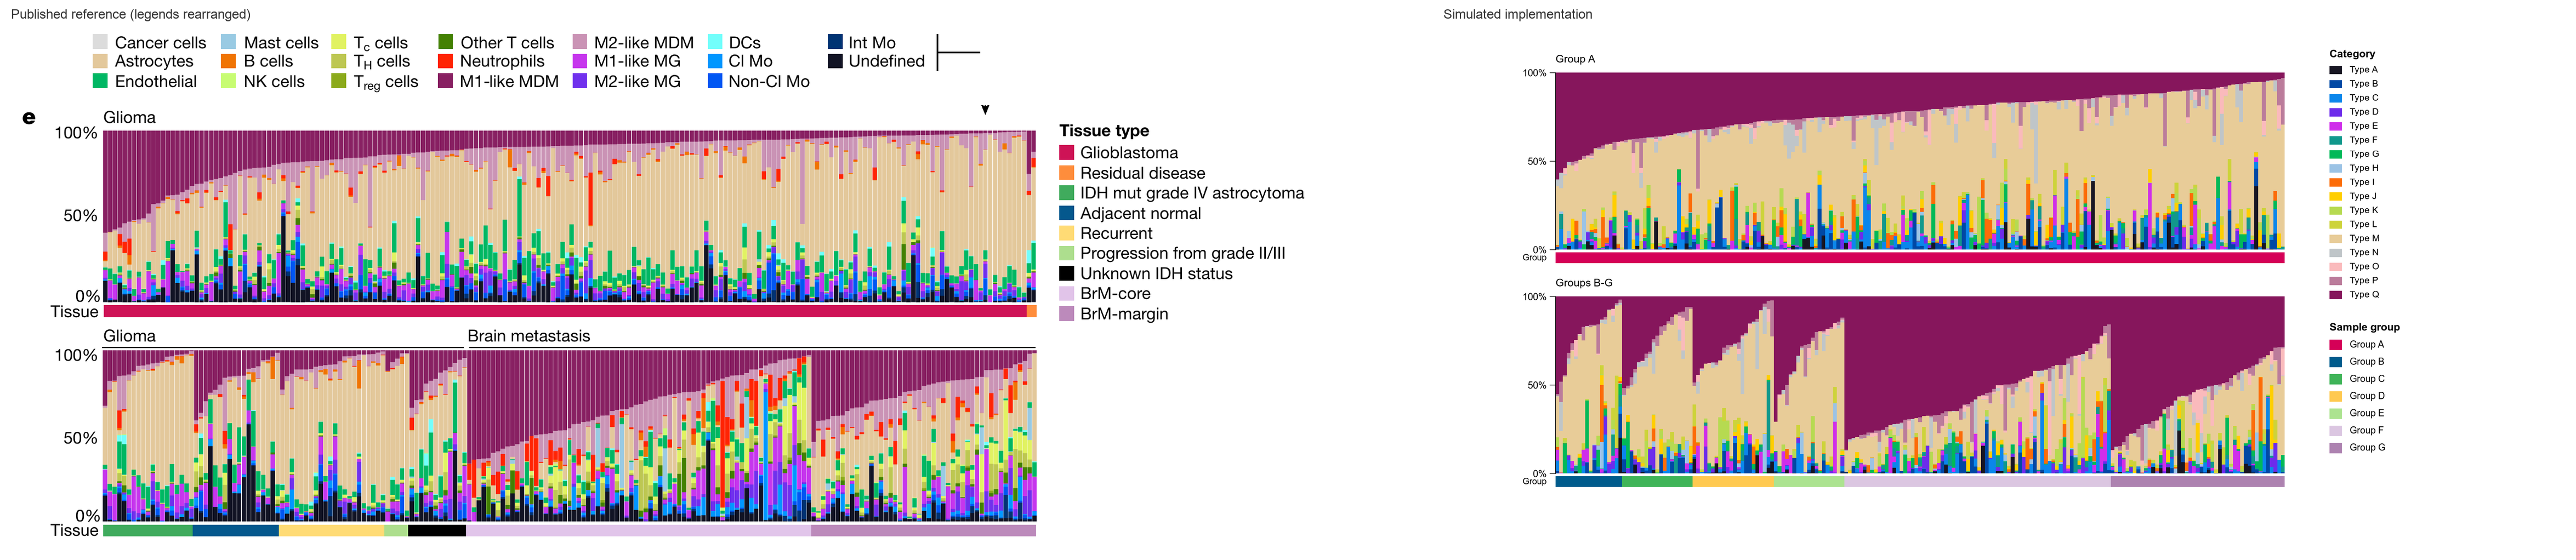 Published reference (legends rearranged)
Cancer cells Mast cells Tc cells Other T cells M2-like MDM DCs Int Mo
Astrocytes B cells TH cells Neutrophils M1-like MG Cl Mo Undefined
Endothelial NK cells Treg cells M1-like MDM M2-like MG Non-Cl Mo
e
Glioma
100%
50%
0%
Tissue
Glioma Brain metastasis
100%
50%
0%
Tissue
Tissue type
Glioblastoma
Residual disease
IDH mut grade IV astrocytoma
Adjacent normal
Recurrent
Progression from grade II/III
Unknown IDH status
BrM-core
BrM-margin
Simulated implementation
Group A
100%
50%
0%
Group
Groups B-G
100%
50%
0%
Group
Category
Type A
Type B
Type C
Type D
Type E
Type F
Type G
Type H
Type I
Type J
Type K
Type L
Type M
Type N
Type O
Type P
Type Q
Sample group
Group A
Group B
Group C
Group D
Group E
Group F
Group G